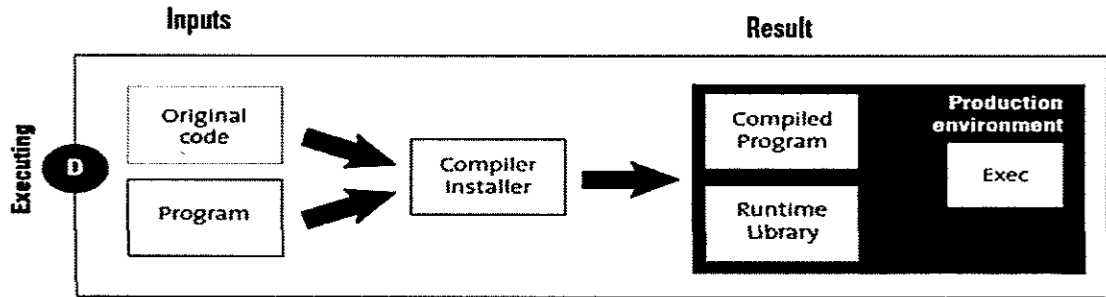 Inputs
Result
Executing
D
Original
code
Program
Compiler
Installer
Compiled
Program
Runtime
Library
Production
environment
Exec